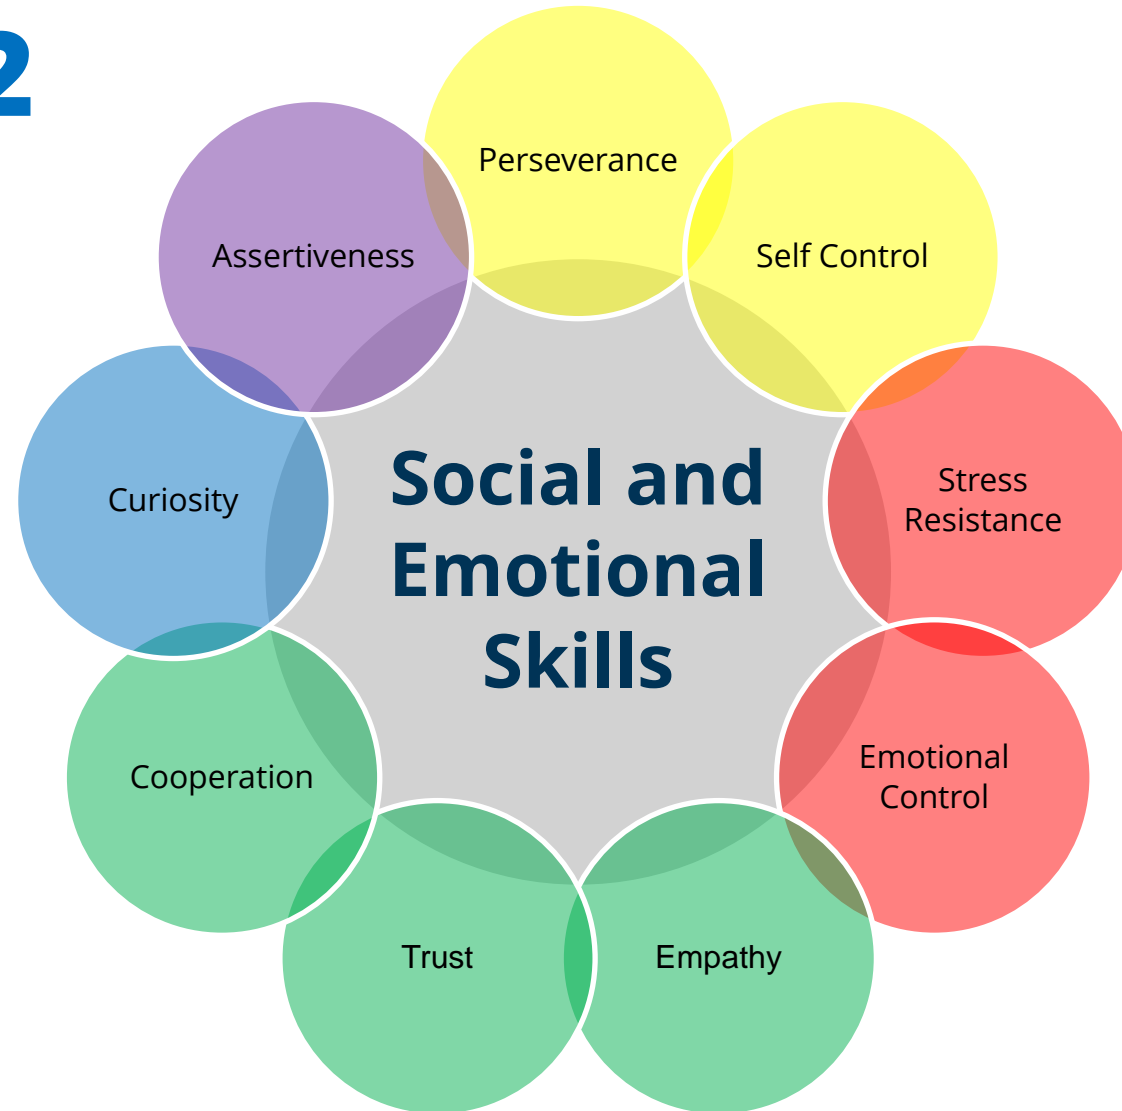 2
Perseverance
Assertiveness
Self Control
Curiosity
Stress
Resistance
Social and
Emotional
Skills
Cooperation
Emotional
Control
Trust
Empathy